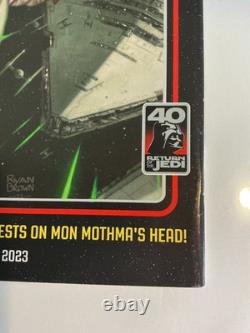 RYAN
BROWN
40
RETURN
OF THE
JEDI
ESTS ON MON MOTHMA'S HEAD!
2023